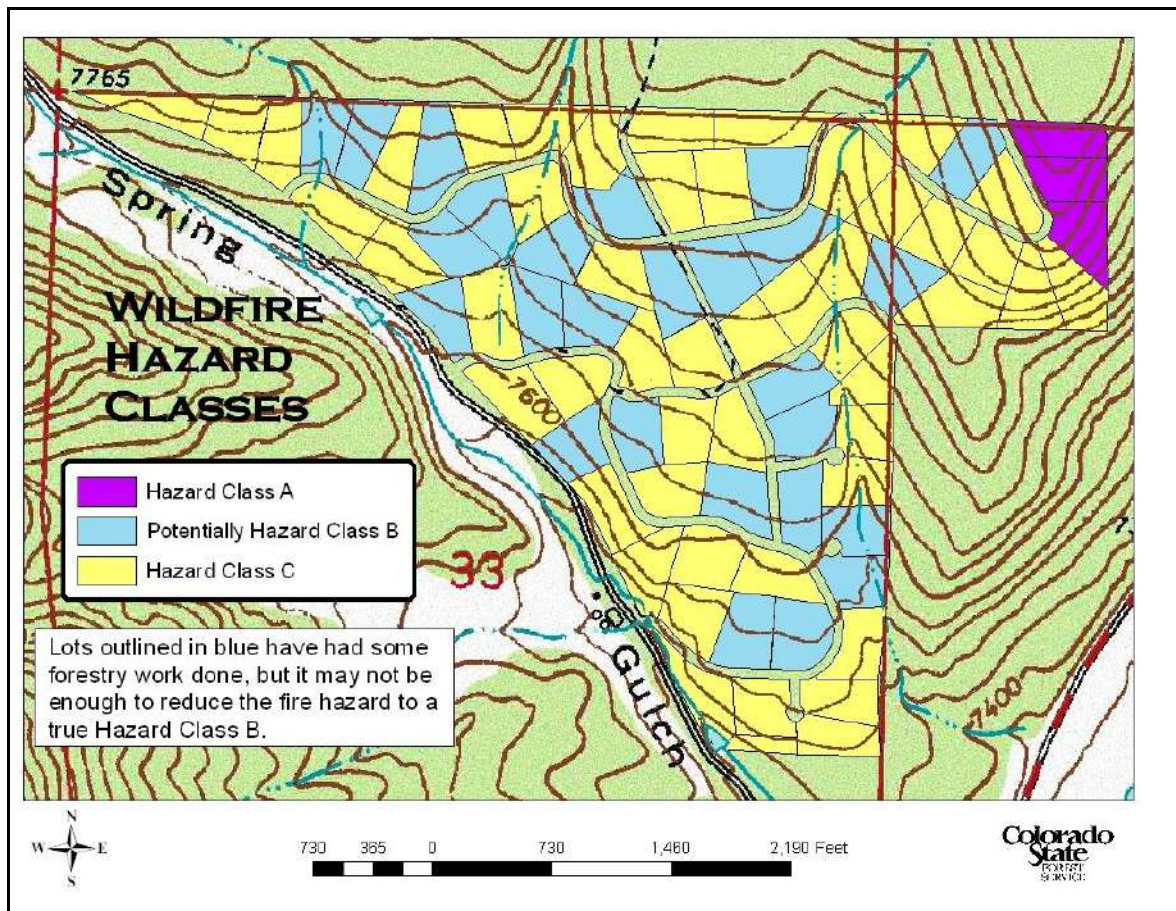 7765
Spring
WILDFIRE
HAZARD
CLASSES
7600
Hazard Class A
Potentially Hazard Class B
Hazard Class C
33
Lots outlined in blue have had some
forestry work done, but it may not be
enough to reduce the fire hazard to a
true Hazard Class B.
Gulch
7400
N
W E
S
730 365 0 730 1,460 2,190 Feet
Colorado
State
FOREST
SERVICE